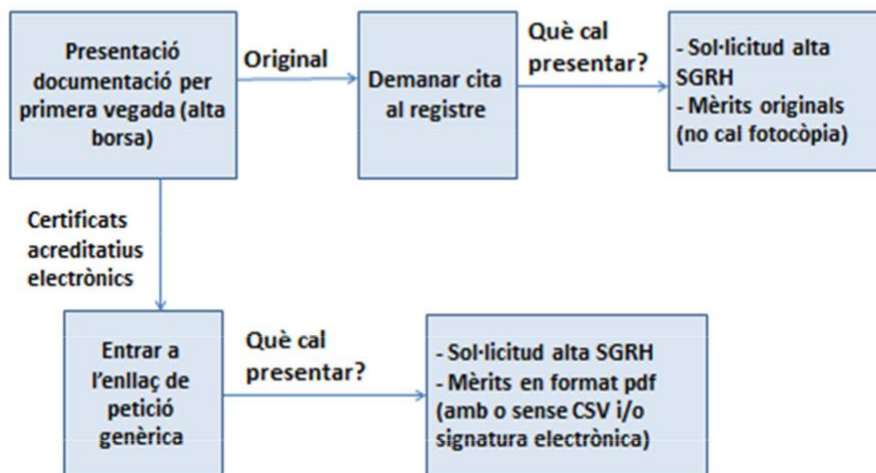 Presentació
documentació per
primera vegada (alta
borsa)
Original
Demanar cita
al registre
Què cal
presentar?
- Sol·licitud alta
SGRH
- Mèrits originals
(no cal fotocòpia)
Certificats
acreditatius
electrònics
Entrar a
l'enllaç de
petició
genèrica
Què cal
presentar?
- Sol·licitud alta SGRH
- Mèrits en format pdf
(amb o sense CSV i/o
signatura electrònica)